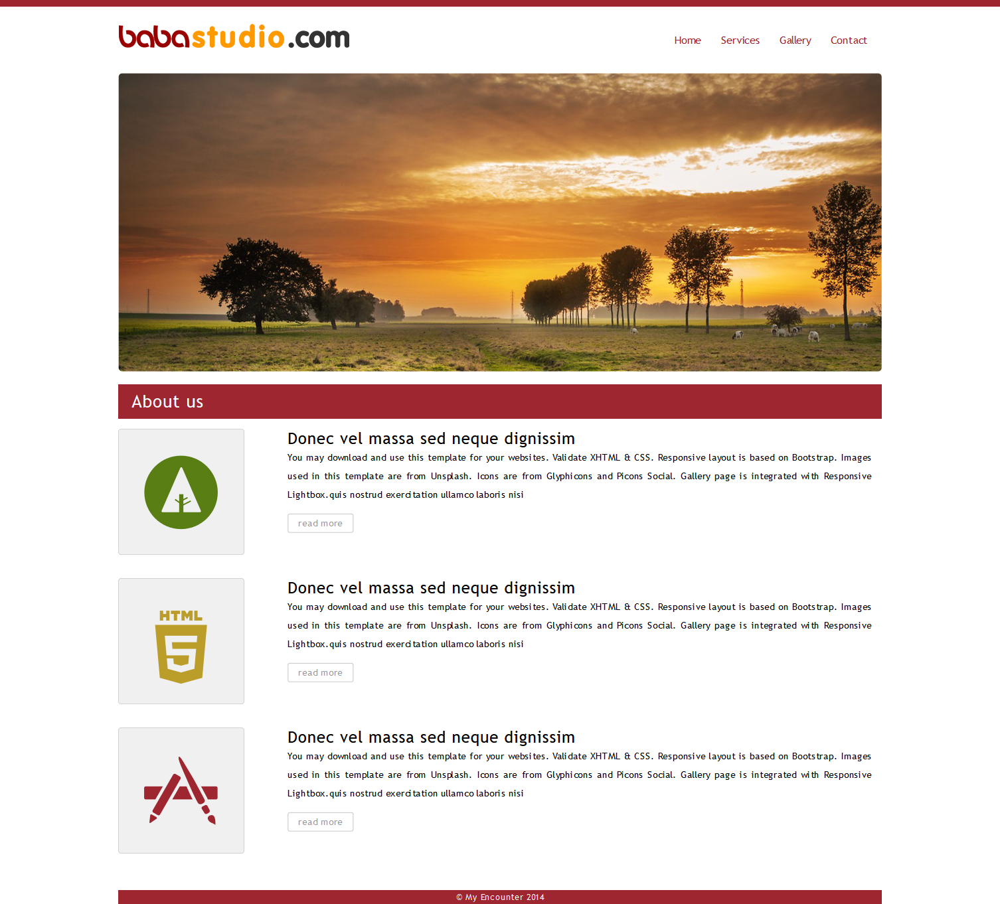 babastudio.com
Home Services Gallery Contact
About us
Donec vel massa sed neque dignissim
You may download and use this template for your websites. Validate XHTML & CSS. Responsive layout is based on Bootstrap. Images
used in this template are from Unsplash. Icons are from Glyphicons and Picons Social. Gallery page is integrated with Responsive
Lightbox.quis nostrud exercitation ullamco laboris nisi
read more
HTML
5
Donec vel massa sed neque dignissim
You may download and use this template for your websites. Validate XHTML & CSS. Responsive layout is based on Bootstrap. Images
used in this template are from Unsplash. Icons are from Glyphicons and Picons Social. Gallery page is integrated with Responsive
Lightbox.quis nostrud exercitation ullamco laboris nisi
read more
Donec vel massa sed neque dignissim
You may download and use this template for your websites. Validate XHTML & CSS. Responsive layout is based on Bootstrap. Images
used in this template are from Unsplash. Icons are from Glyphicons and Picons Social. Gallery page is integrated with Responsive
Lightbox.quis nostrud exercitation ullamco laboris nisi
read more
© My Encounter 2014